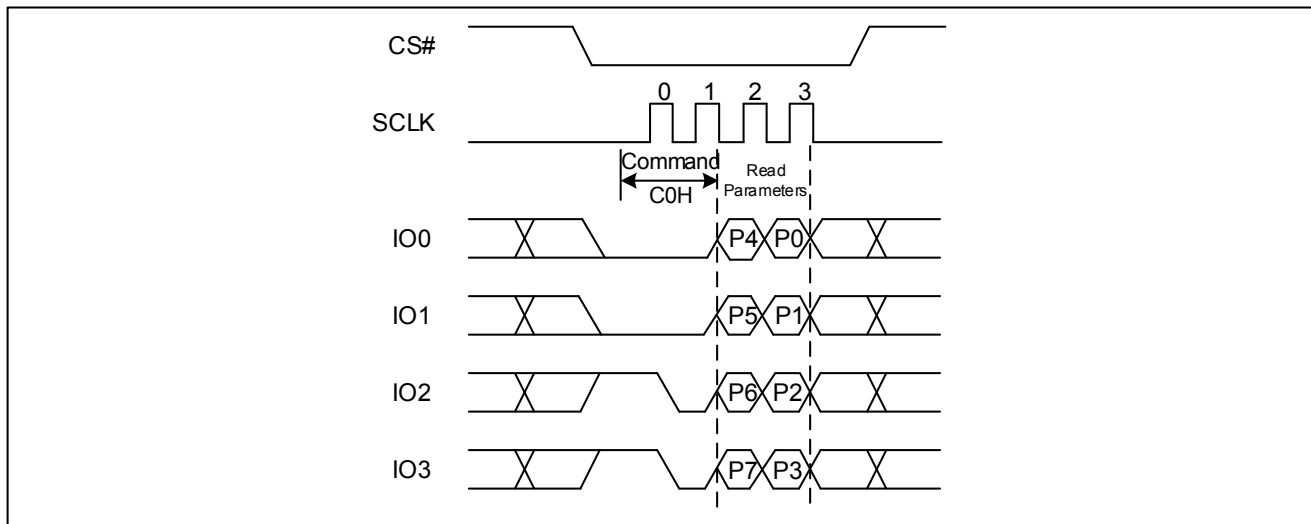 CS#
0 1 2 3
SCLK
Command
C0H
Read
Parameters
IO0 P4 P0
IO1 P5 P1
IO2 P6 P2
IO3 P7 P3